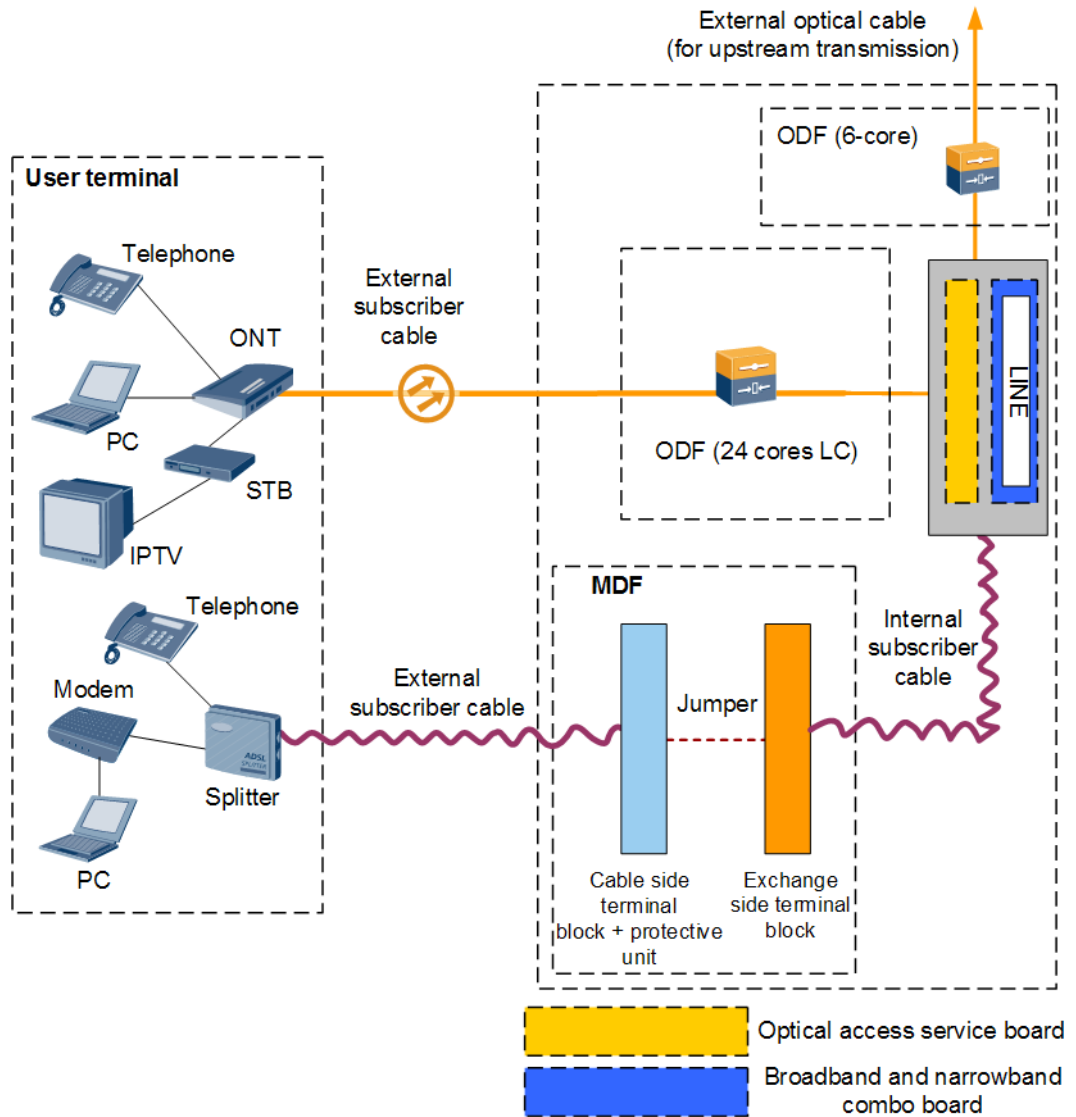 External optical cable
(for upstream transmission)
ODF (6-core)
User terminal
Telephone
External
subscriber
cable
ONT
LINE
PC
ODF (24 cores LC)
STB
IPTV
MDF
Telephone
Internal
subscriber
cable
Modem
External
subscriber cable
Jumper
ADSL
SPLITTER
Splitter
PC
Cable side
terminal
block + protective
unit
Exchange
side terminal
block
Optical access service board
Broadband and narrowband
combo board